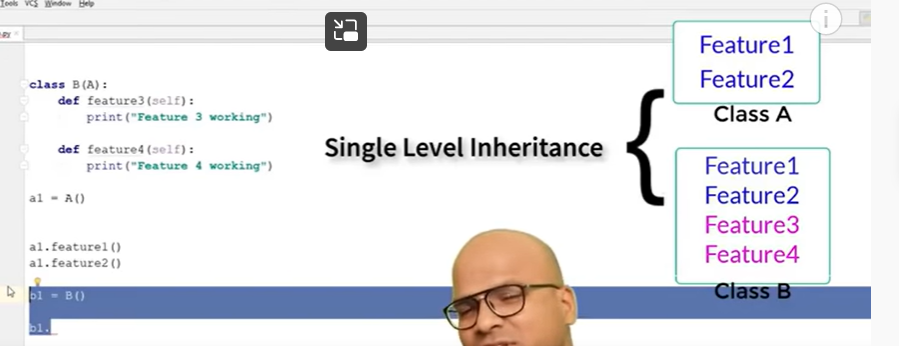 Tools VCS Window Help
.py
class B(A):
def feature3(self):
print("Feature 3 working")
def feature4(self):
print("Feature 4 working")
a1 = A()
a1.feature1()
a1.feature2()
b1 = B()
b1.
Single Level Inheritance
Feature1
Feature2
Class A
Feature1
Feature2
Feature3
Feature4
Class B